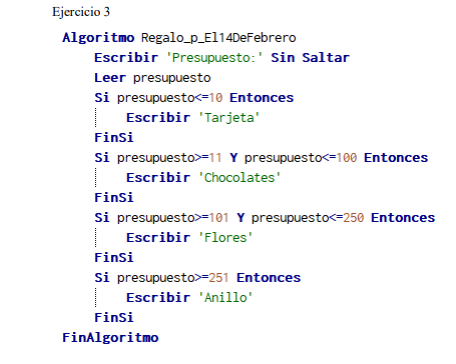 Ejercicio 3
Algoritmo Regalo_p_El14DeFebrero
Escribir 'Presupuesto:' Sin Saltar
Leer presupuesto
Si presupuesto<=10 Entonces
Escribir 'Tarjeta'
FinSi
Si presupuesto>=11 Y presupuesto<=100 Entonces
Escribir 'Chocolates'
FinSi
Si presupuesto>=101 Y presupuesto<=250 Entonces
Escribir 'Flores'
FinSi
Si presupuesto>=251 Entonces
Escribir 'Anillo'
FinSi
FinAlgoritmo